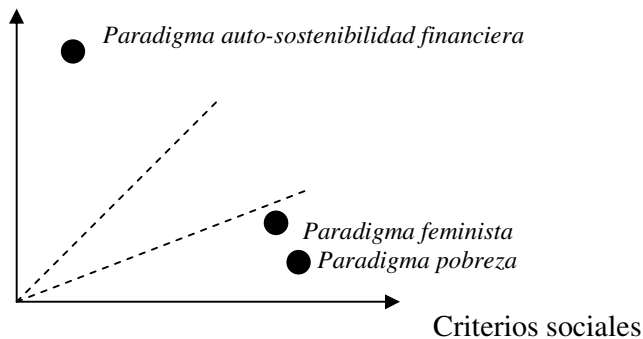 Paradigma auto-sostenibilidad financiera
Paradigma feminista
Paradigma pobreza
Criterios sociales